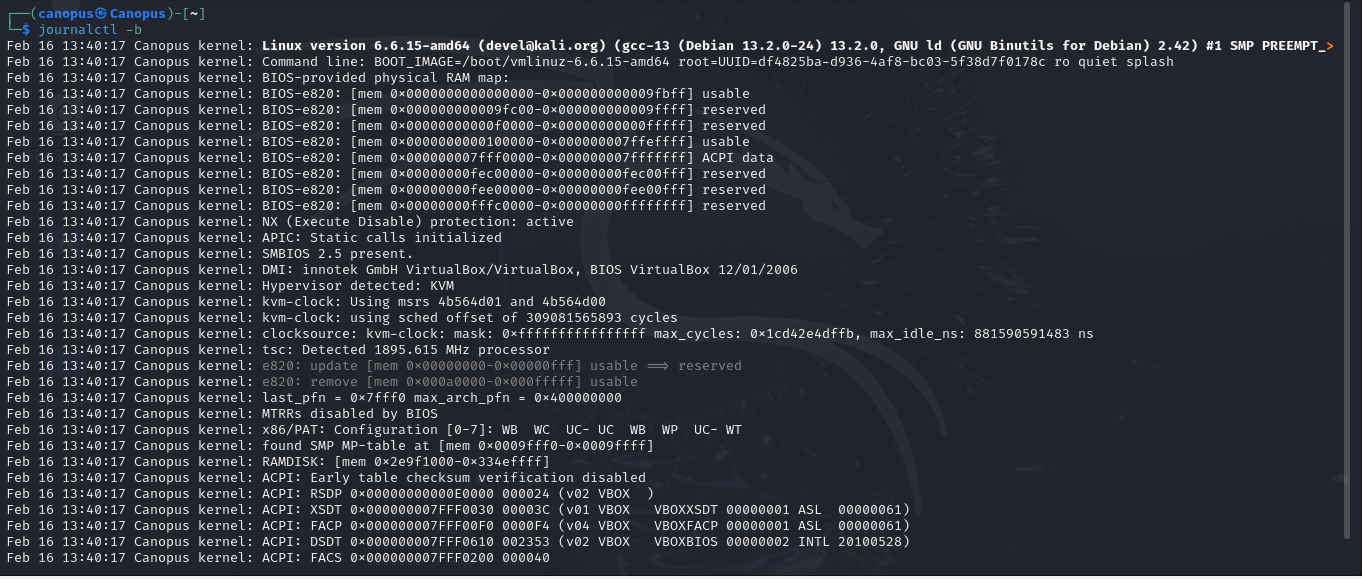 ┌──(canopus㉿Canopus)-[~]
└─$ journalctl -b
Feb 16 13:40:17 Canopus kernel: Linux version 6.6.15-amd64 (devel@kali.org) (gcc-13 (Debian 13.2.0-24) 13.2.0, GNU ld (GNU Binutils for Debian) 2.42) #1 SMP PREEMPT_>
Feb 16 13:40:17 Canopus kernel: Command line: BOOT_IMAGE=/boot/vmlinuz-6.6.15-amd64 root=UUID=df4825ba-d936-4af8-bc03-5f38d7f0178c ro quiet splash
Feb 16 13:40:17 Canopus kernel: BIOS-provided physical RAM map:
Feb 16 13:40:17 Canopus kernel: BIOS-e820: [mem 0x0000000000000000-0x000000000009fbff] usable
Feb 16 13:40:17 Canopus kernel: BIOS-e820: [mem 0x000000000009fc00-0x000000000009ffff] reserved
Feb 16 13:40:17 Canopus kernel: BIOS-e820: [mem 0x00000000000f0000-0x00000000000fffff] reserved
Feb 16 13:40:17 Canopus kernel: BIOS-e820: [mem 0x0000000000100000-0x000000007ffeffff] usable
Feb 16 13:40:17 Canopus kernel: BIOS-e820: [mem 0x000000007fff0000-0x000000007fffffff] ACPI data
Feb 16 13:40:17 Canopus kernel: BIOS-e820: [mem 0x00000000fec00000-0x00000000fec00fff] reserved
Feb 16 13:40:17 Canopus kernel: BIOS-e820: [mem 0x00000000fee00000-0x00000000fee00fff] reserved
Feb 16 13:40:17 Canopus kernel: BIOS-e820: [mem 0x00000000fffc0000-0x00000000ffffffff] reserved
Feb 16 13:40:17 Canopus kernel: NX (Execute Disable) protection: active
Feb 16 13:40:17 Canopus kernel: APIC: Static calls initialized
Feb 16 13:40:17 Canopus kernel: SMBIOS 2.5 present.
Feb 16 13:40:17 Canopus kernel: DMI: innotek GmbH VirtualBox/VirtualBox, BIOS VirtualBox 12/01/2006
Feb 16 13:40:17 Canopus kernel: Hypervisor detected: KVM
Feb 16 13:40:17 Canopus kernel: kvm-clock: Using msrs 4b564d01 and 4b564d00
Feb 16 13:40:17 Canopus kernel: kvm-clock: using sched offset of 309081565893 cycles
Feb 16 13:40:17 Canopus kernel: clocksource: kvm-clock: mask: 0xffffffffffffffff max_cycles: 0x1cd42e4dffb, max_idle_ns: 881590591483 ns
Feb 16 13:40:17 Canopus kernel: tsc: Detected 1895.615 MHz processor
Feb 16 13:40:17 Canopus kernel: e820: update [mem 0x00000000-0x00000fff] usable ==> reserved
Feb 16 13:40:17 Canopus kernel: e820: remove [mem 0x000a0000-0x000fffff] usable
Feb 16 13:40:17 Canopus kernel: last_pfn = 0x7fff0 max_arch_pfn = 0x400000000
Feb 16 13:40:17 Canopus kernel: MTRRs disabled by BIOS
Feb 16 13:40:17 Canopus kernel: x86/PAT: Configuration [0-7]: WB  WC  UC- UC  WB  WP  UC- WT
Feb 16 13:40:17 Canopus kernel: found SMP MP-table at [mem 0x0009fff0-0x0009ffff]
Feb 16 13:40:17 Canopus kernel: RAMDISK: [mem 0x2e9f1000-0x334effff]
Feb 16 13:40:17 Canopus kernel: ACPI: Early table checksum verification disabled
Feb 16 13:40:17 Canopus kernel: ACPI: RSDP 0x00000000000E0000 000024 (v02 VBOX  )
Feb 16 13:40:17 Canopus kernel: ACPI: XSDT 0x000000007FFF0030 00003C (v01 VBOX   VBOXXSDT 00000001 ASL  00000061)
Feb 16 13:40:17 Canopus kernel: ACPI: FACP 0x000000007FFF00F0 0000F4 (v04 VBOX   VBOXFACP 00000001 ASL  00000061)
Feb 16 13:40:17 Canopus kernel: ACPI: DSDT 0x000000007FFF0610 002353 (v02 VBOX   VBOXBIOS 00000002 INTL 20100528)
Feb 16 13:40:17 Canopus kernel: ACPI: FACS 0x000000007FFF0200 000040